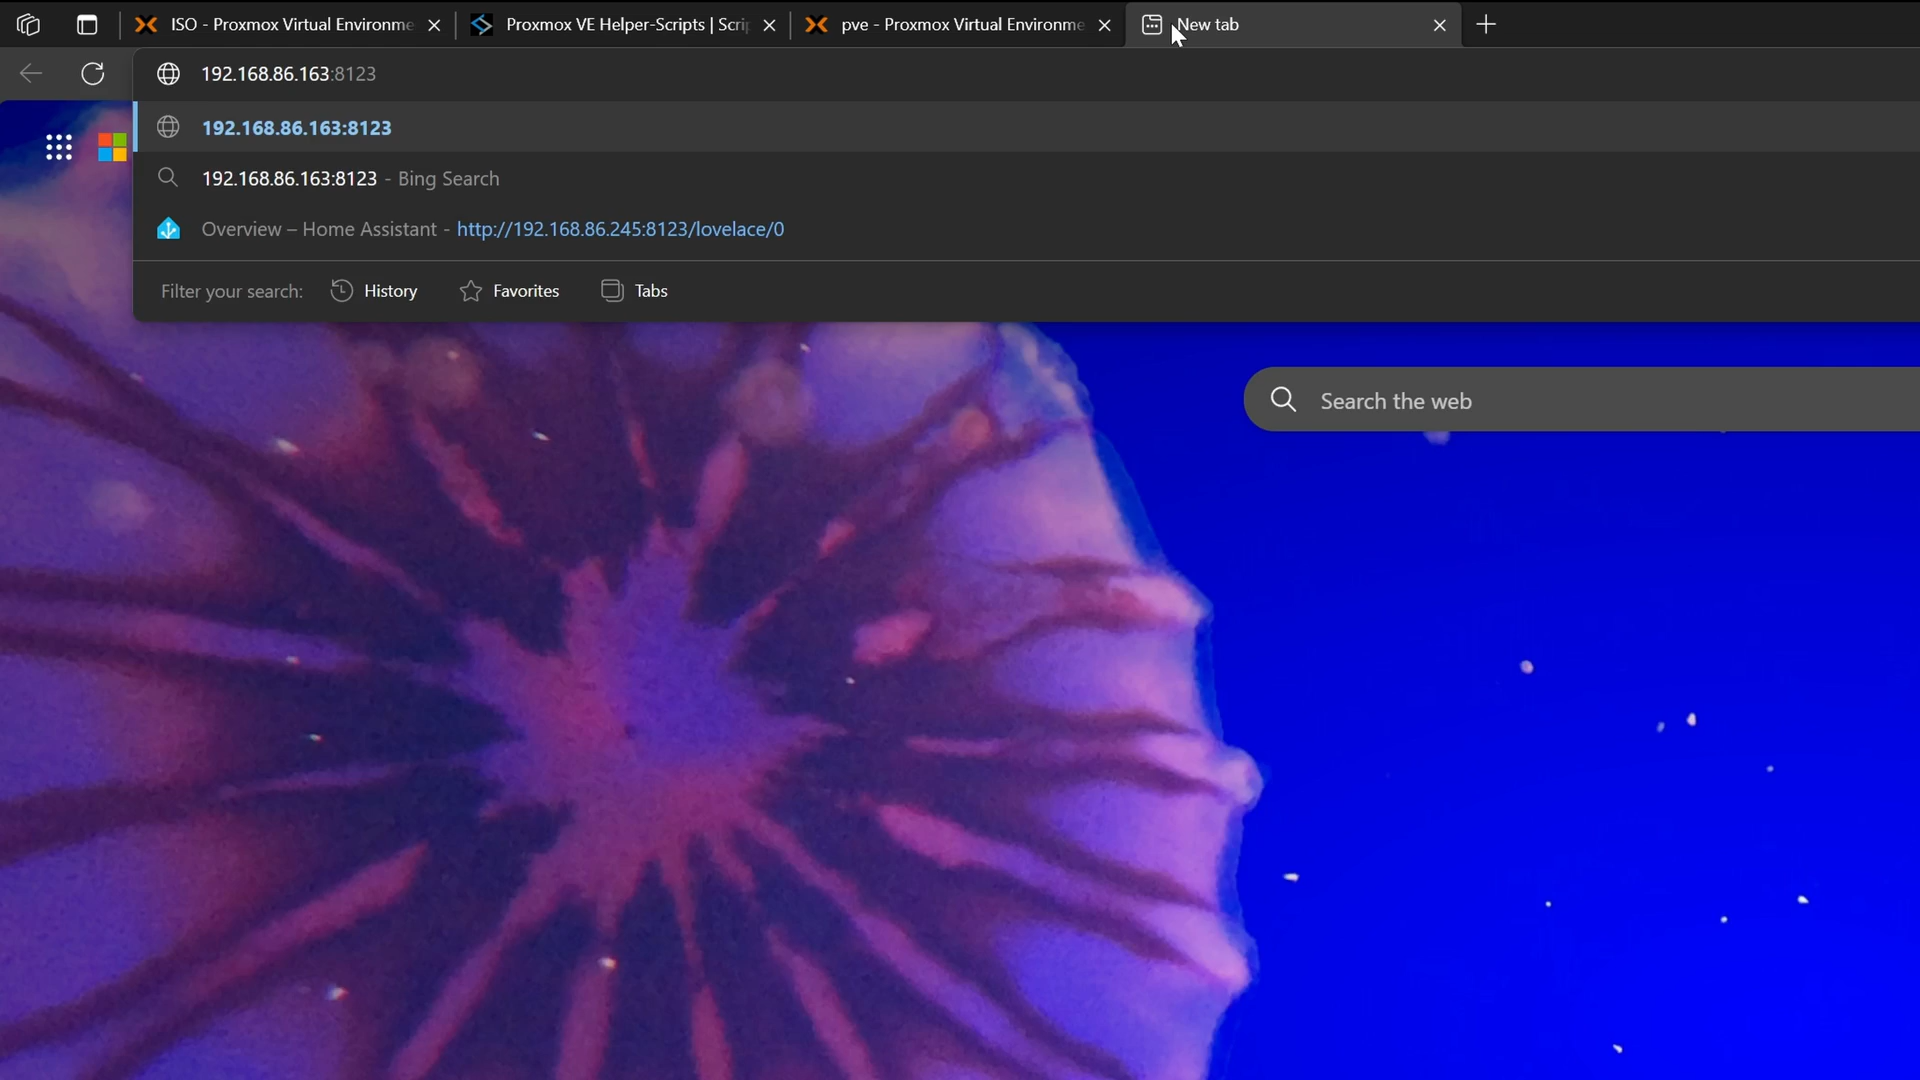 ISO - Proxmox Virtual Environme
Proxmox VE Helper-Scripts | Scri
pve - Proxmox Virtual Environme
New tab
192.168.86.163:8123
192.168.86.163:8123
192.168.86.163:8123 - Bing Search
Overview – Home Assistant - http://192.168.86.245:8123/lovelace/0
Filter your search: History Favorites Tabs
Search the web